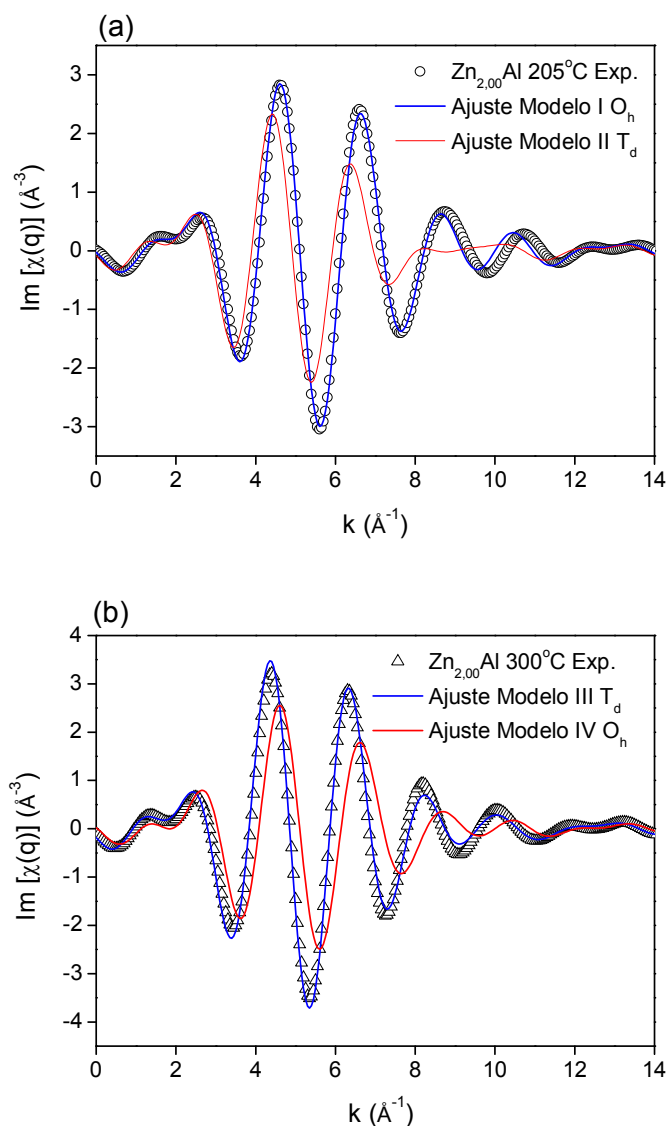 (a)
Zn2,00Al 205°C Exp.
Ajuste Modelo I Oh
Ajuste Modelo II Td
Im [χ(q)] (Å-3)
3
2
1
0
-1
-2
-3
0 2 4 6 8 10 12 14
k (Å-1)
(b)
Zn2,00Al 300°C Exp.
Ajuste Modelo III Td
Ajuste Modelo IV Oh
Im [χ(q)] (Å-3)
4
3
2
1
0
-1
-2
-3
-4
0 2 4 6 8 10 12 14
k (Å-1)